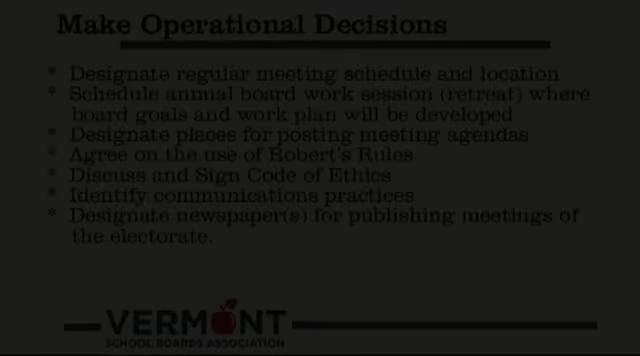 Make Operational Decisions
* Designate regular meeting schedule and location
* Schedule annual board work session (retreat) where
board goals and work plan will be developed
* Designate places for posting meeting agendas
* Agree on the use of Robert's Rules
* Discuss and Sign Code of Ethics
* Identify communications practices
* Designate newspaper(s) for publishing meetings of
the electorate.
VERMONT
SCHOOL BOARDS ASSOCIATION